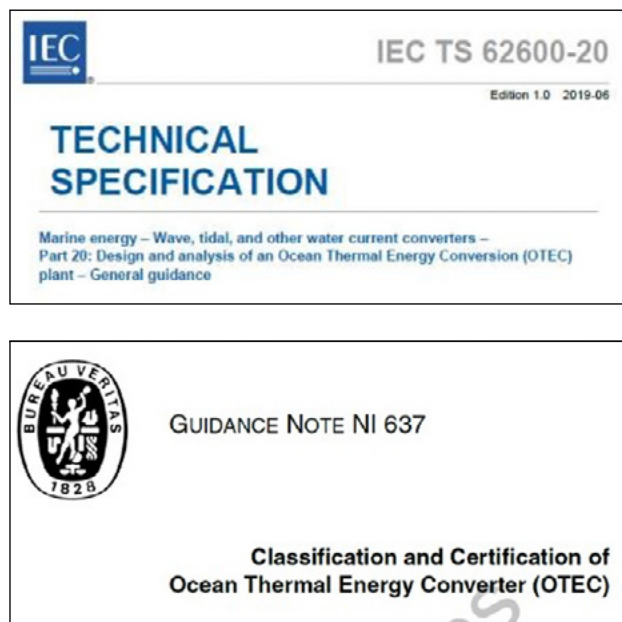 IEC
IEC TS 62600-20
®
Edition 1.0 2019-06
TECHNICAL
SPECIFICATION
Marine energy – Wave, tidal, and other water current converters –
Part 20: Design and analysis of an Ocean Thermal Energy Conversion (OTEC)
plant – General guidance
BUREAU VERITAS
1828
GUIDANCE NOTE NI 637
Classification and Certification of
Ocean Thermal Energy Converter (OTEC)